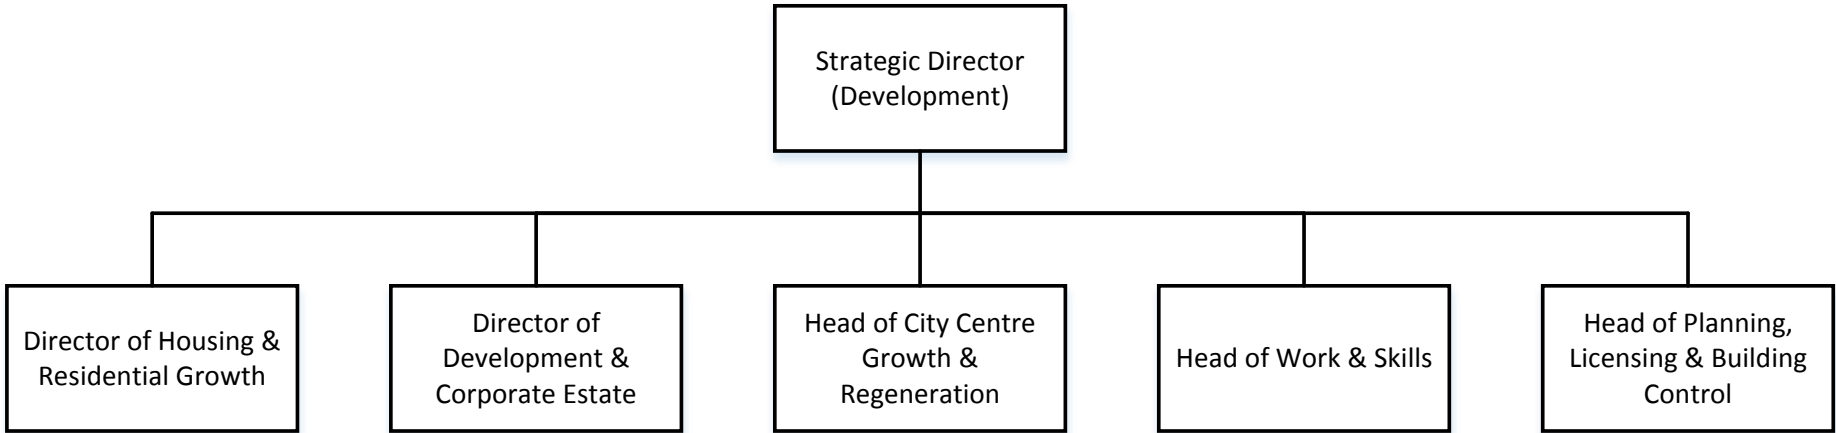 Strategic Director
(Development)
Director of Housing &
Residential Growth
Director of
Development &
Corporate Estate
Head of City Centre
Growth &
Regeneration
Head of Work & Skills
Head of Planning,
Licensing & Building
Control